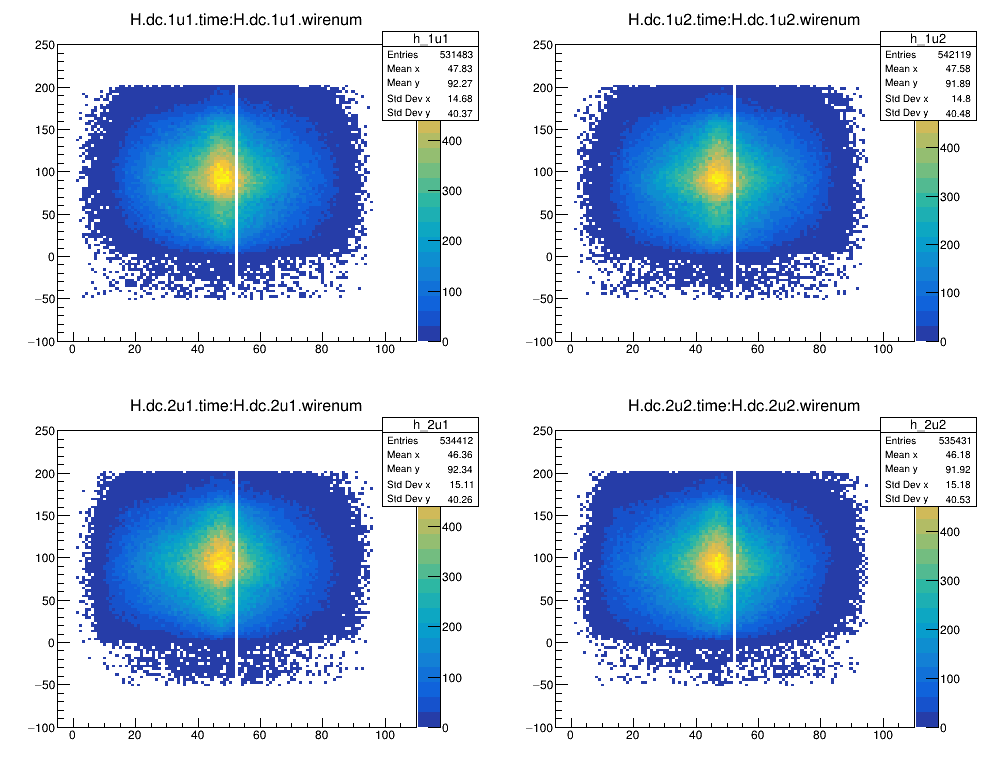 H.dc.1u1.time:H.dc.1u1.wirenum
h_1u1
Entries 531483
Mean x 47.83
Mean y 92.27
Std Dev x 14.68
Std Dev y 40.37
250
200
150
100
50
0
−50
−100
0 20 40 60 80 100
400
300
200
100
0
H.dc.1u2.time:H.dc.1u2.wirenum
h_1u2
Entries 542119
Mean x 47.58
Mean y 91.89
Std Dev x 14.8
Std Dev y 40.48
250
200
150
100
50
0
−50
−100
0 20 40 60 80 100
400
300
200
100
0
H.dc.2u1.time:H.dc.2u1.wirenum
h_2u1
Entries 534412
Mean x 46.36
Mean y 92.34
Std Dev x 15.11
Std Dev y 40.26
250
200
150
100
50
0
−50
−100
0 20 40 60 80 100
400
300
200
100
0
H.dc.2u2.time:H.dc.2u2.wirenum
h_2u2
Entries 535431
Mean x 46.18
Mean y 91.92
Std Dev x 15.18
Std Dev y 40.53
250
200
150
100
50
0
−50
−100
0 20 40 60 80 100
400
300
200
100
0